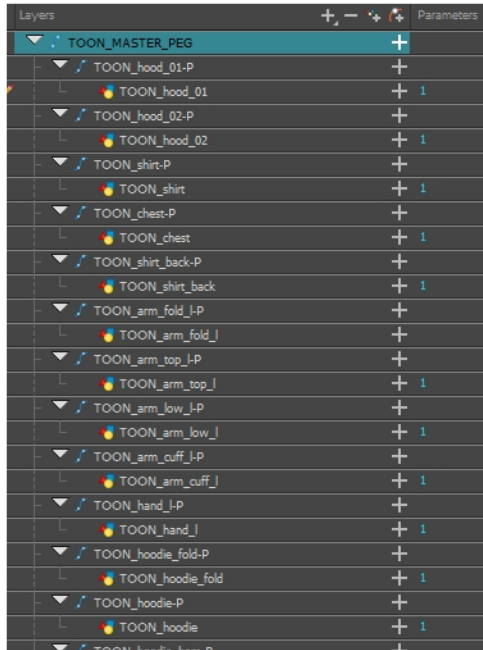 Layers Parameters
TOON_MASTER_PEG
TOON_hood_01-P
TOON_hood_01 1
TOON_hood_02-P
TOON_hood_02 1
TOON_shirt-P
TOON_shirt 1
TOON_chest-P
TOON_chest 1
TOON_shirt_back-P
TOON_shirt_back 1
TOON_arm_fold_l-P
TOON_arm_fold_l
TOON_arm_top_l-P
TOON_arm_top_l 1
TOON_arm_low_l-P
TOON_arm_low_l 1
TOON_arm_cuff_l-P
TOON_arm_cuff_l 1
TOON_hand_l-P
TOON_hand_l 1
TOON_hoodie_fold-P
TOON_hoodie_fold 1
TOON_hoodie-P
TOON_hoodie 1